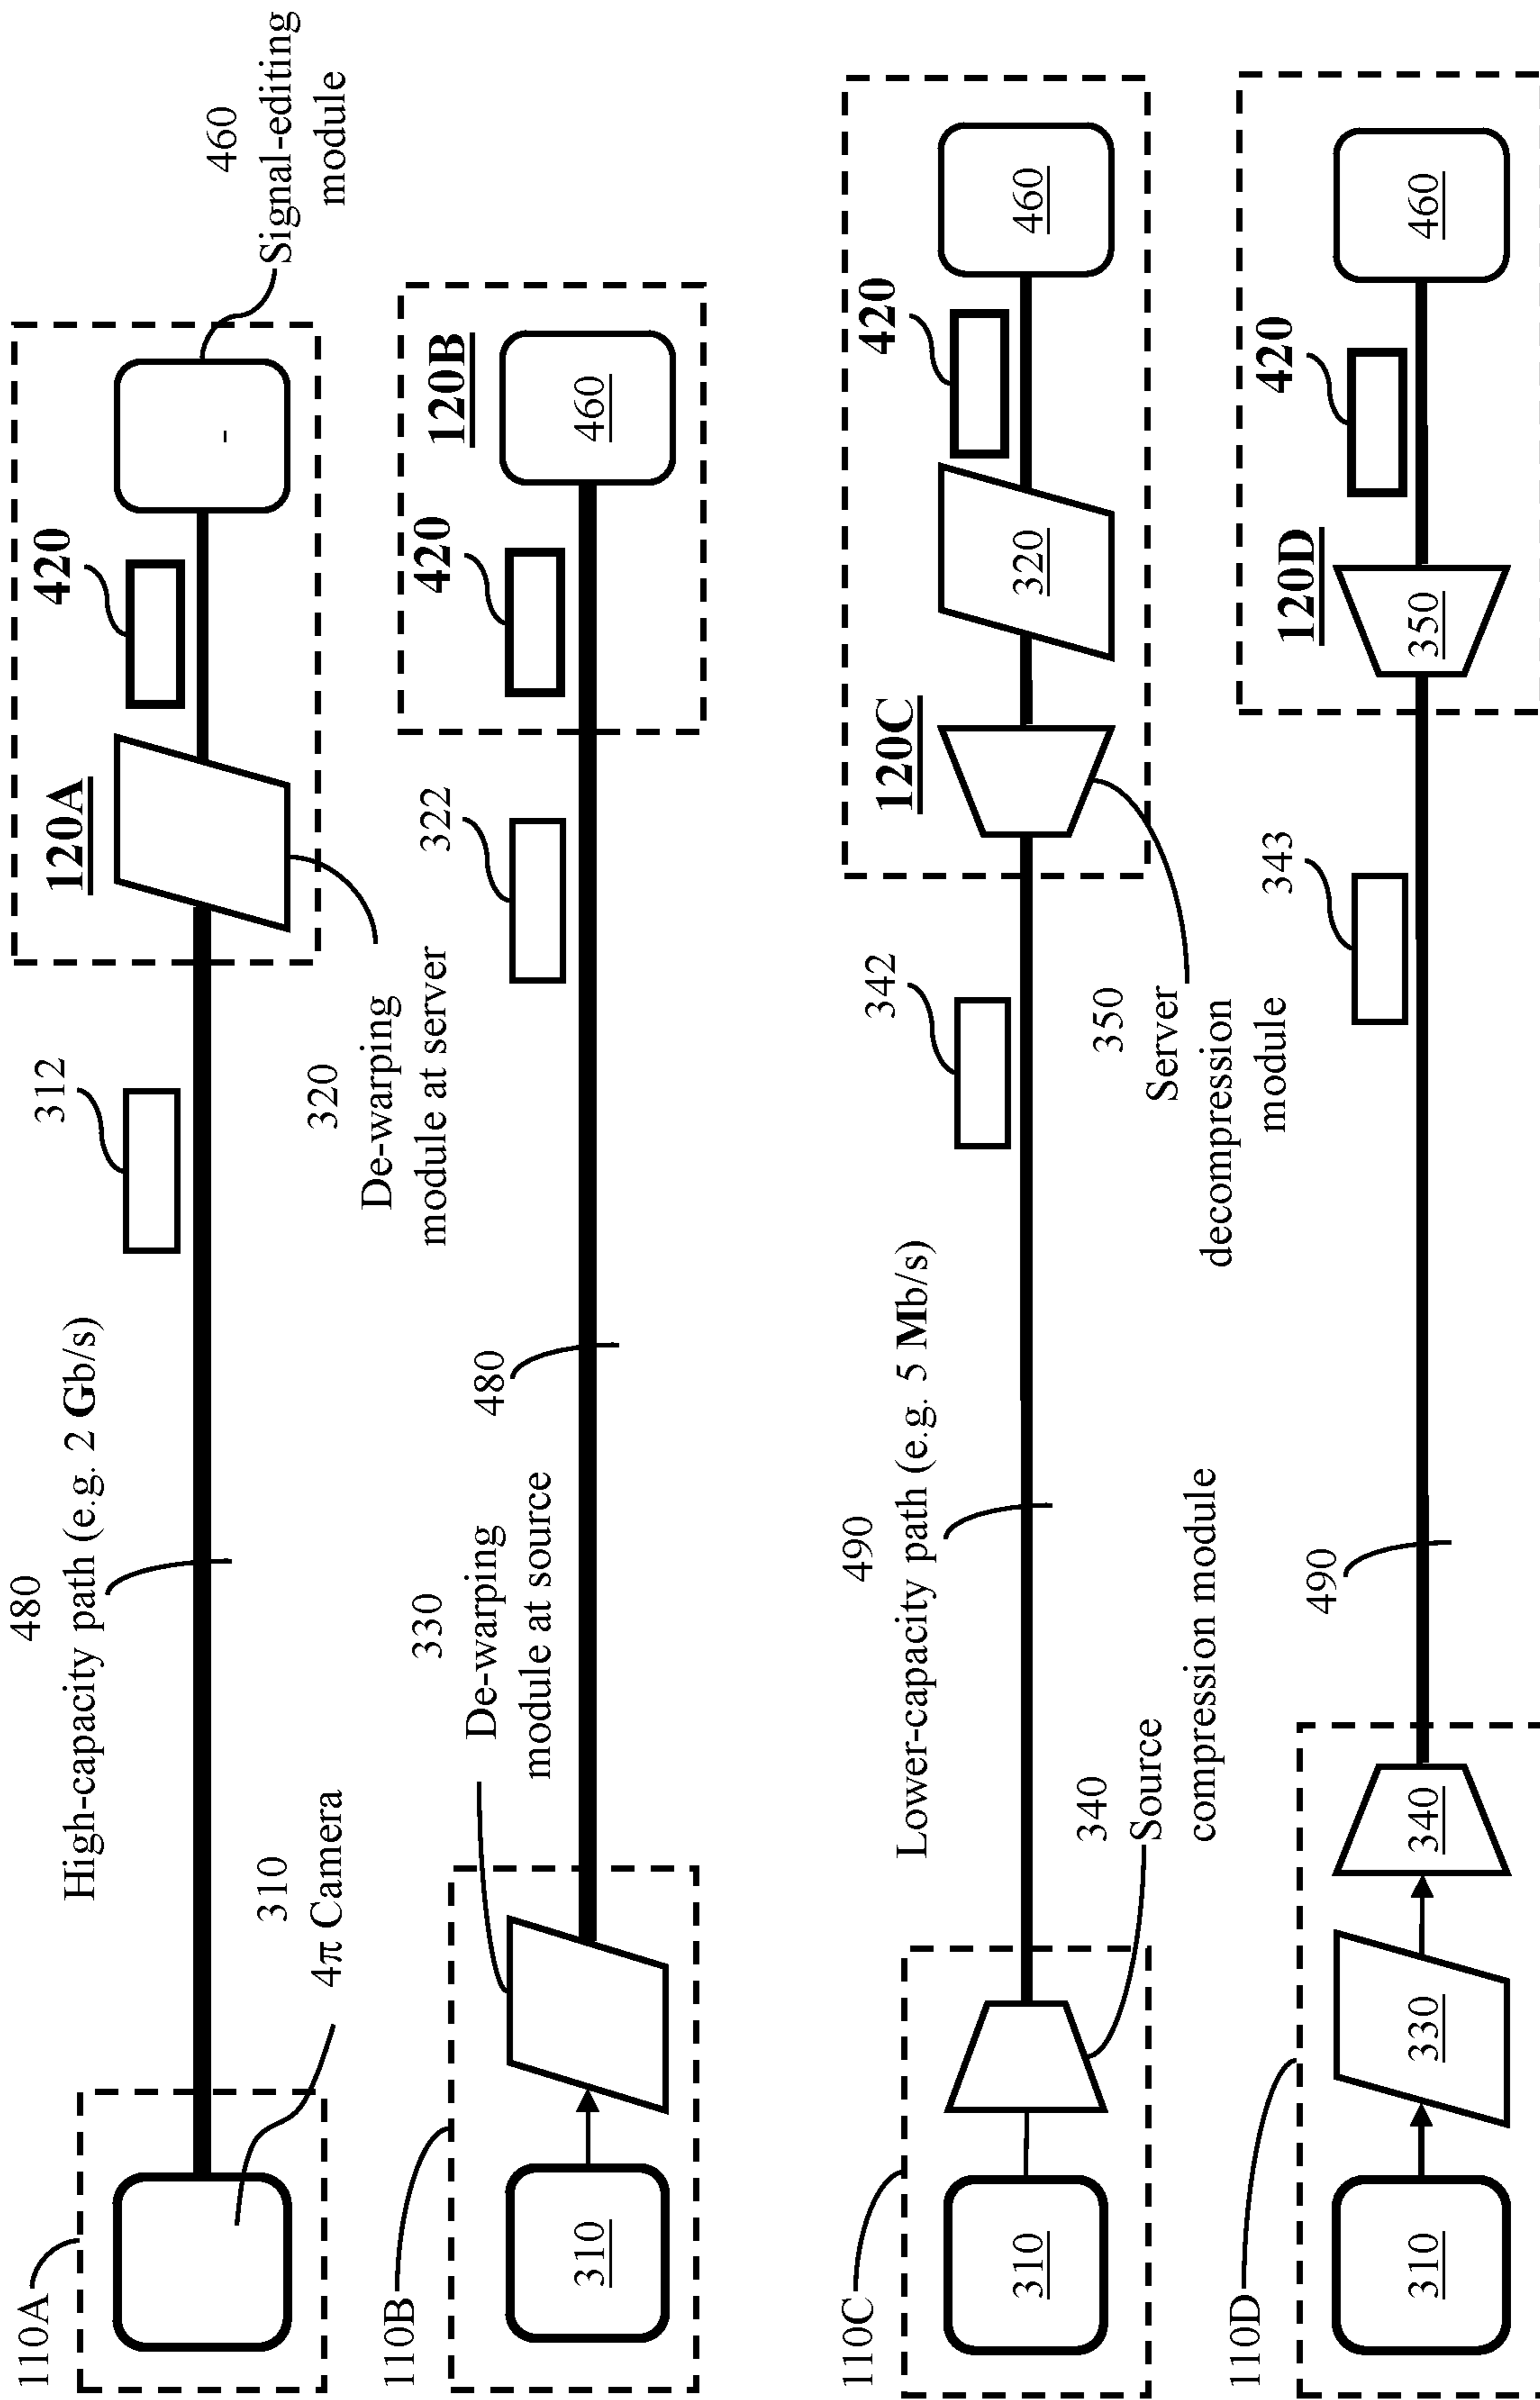 110A
310
4π Camera
480
High-capacity path (e.g. 2 Gb/s)
312
120A
420
320
De-warping
module at server
-
460
Signal-editing
module
110B
310
330
De-warping
module at source
480
322
420
120B
460
110C
310
340
Source
compression module
490
Lower-capacity path (e.g. 5 Mb/s)
342
120C
350
Server
decompression
module
320
420
460
110D
310
330
340
490
343
120D
350
420
460